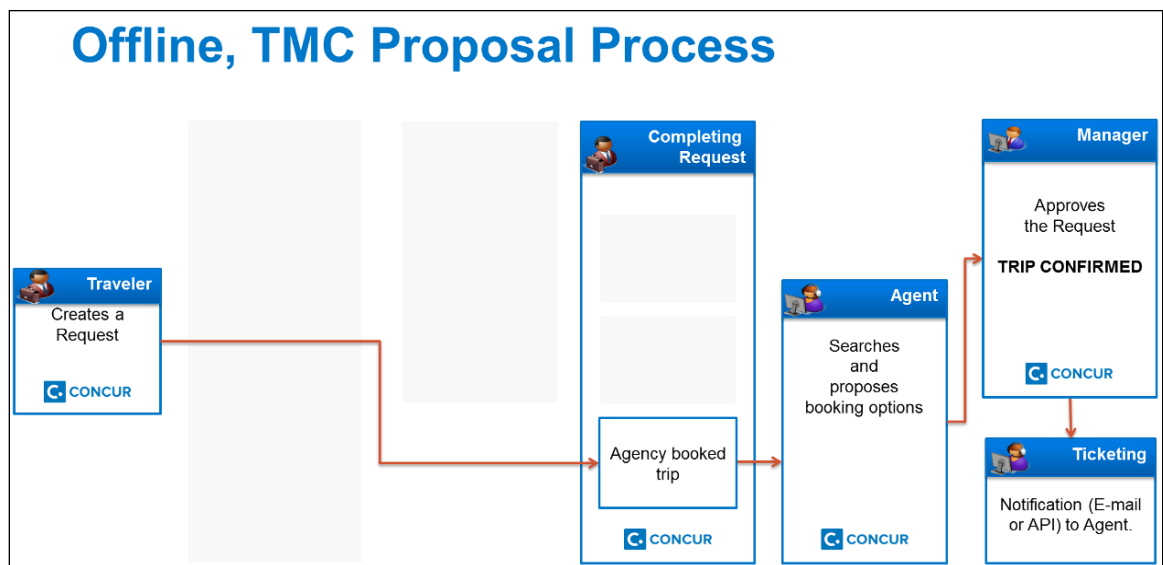 Offline, TMC Proposal Process
Traveler
Creates a
Request
C. CONCUR
Completing
Request
Agency booked
trip
C. CONCUR
Agent
Searches
and
proposes
booking options
C. CONCUR
Manager
Approves
the Request
TRIP CONFIRMED
C. CONCUR
Ticketing
Notification (E-mail
or API) to Agent.